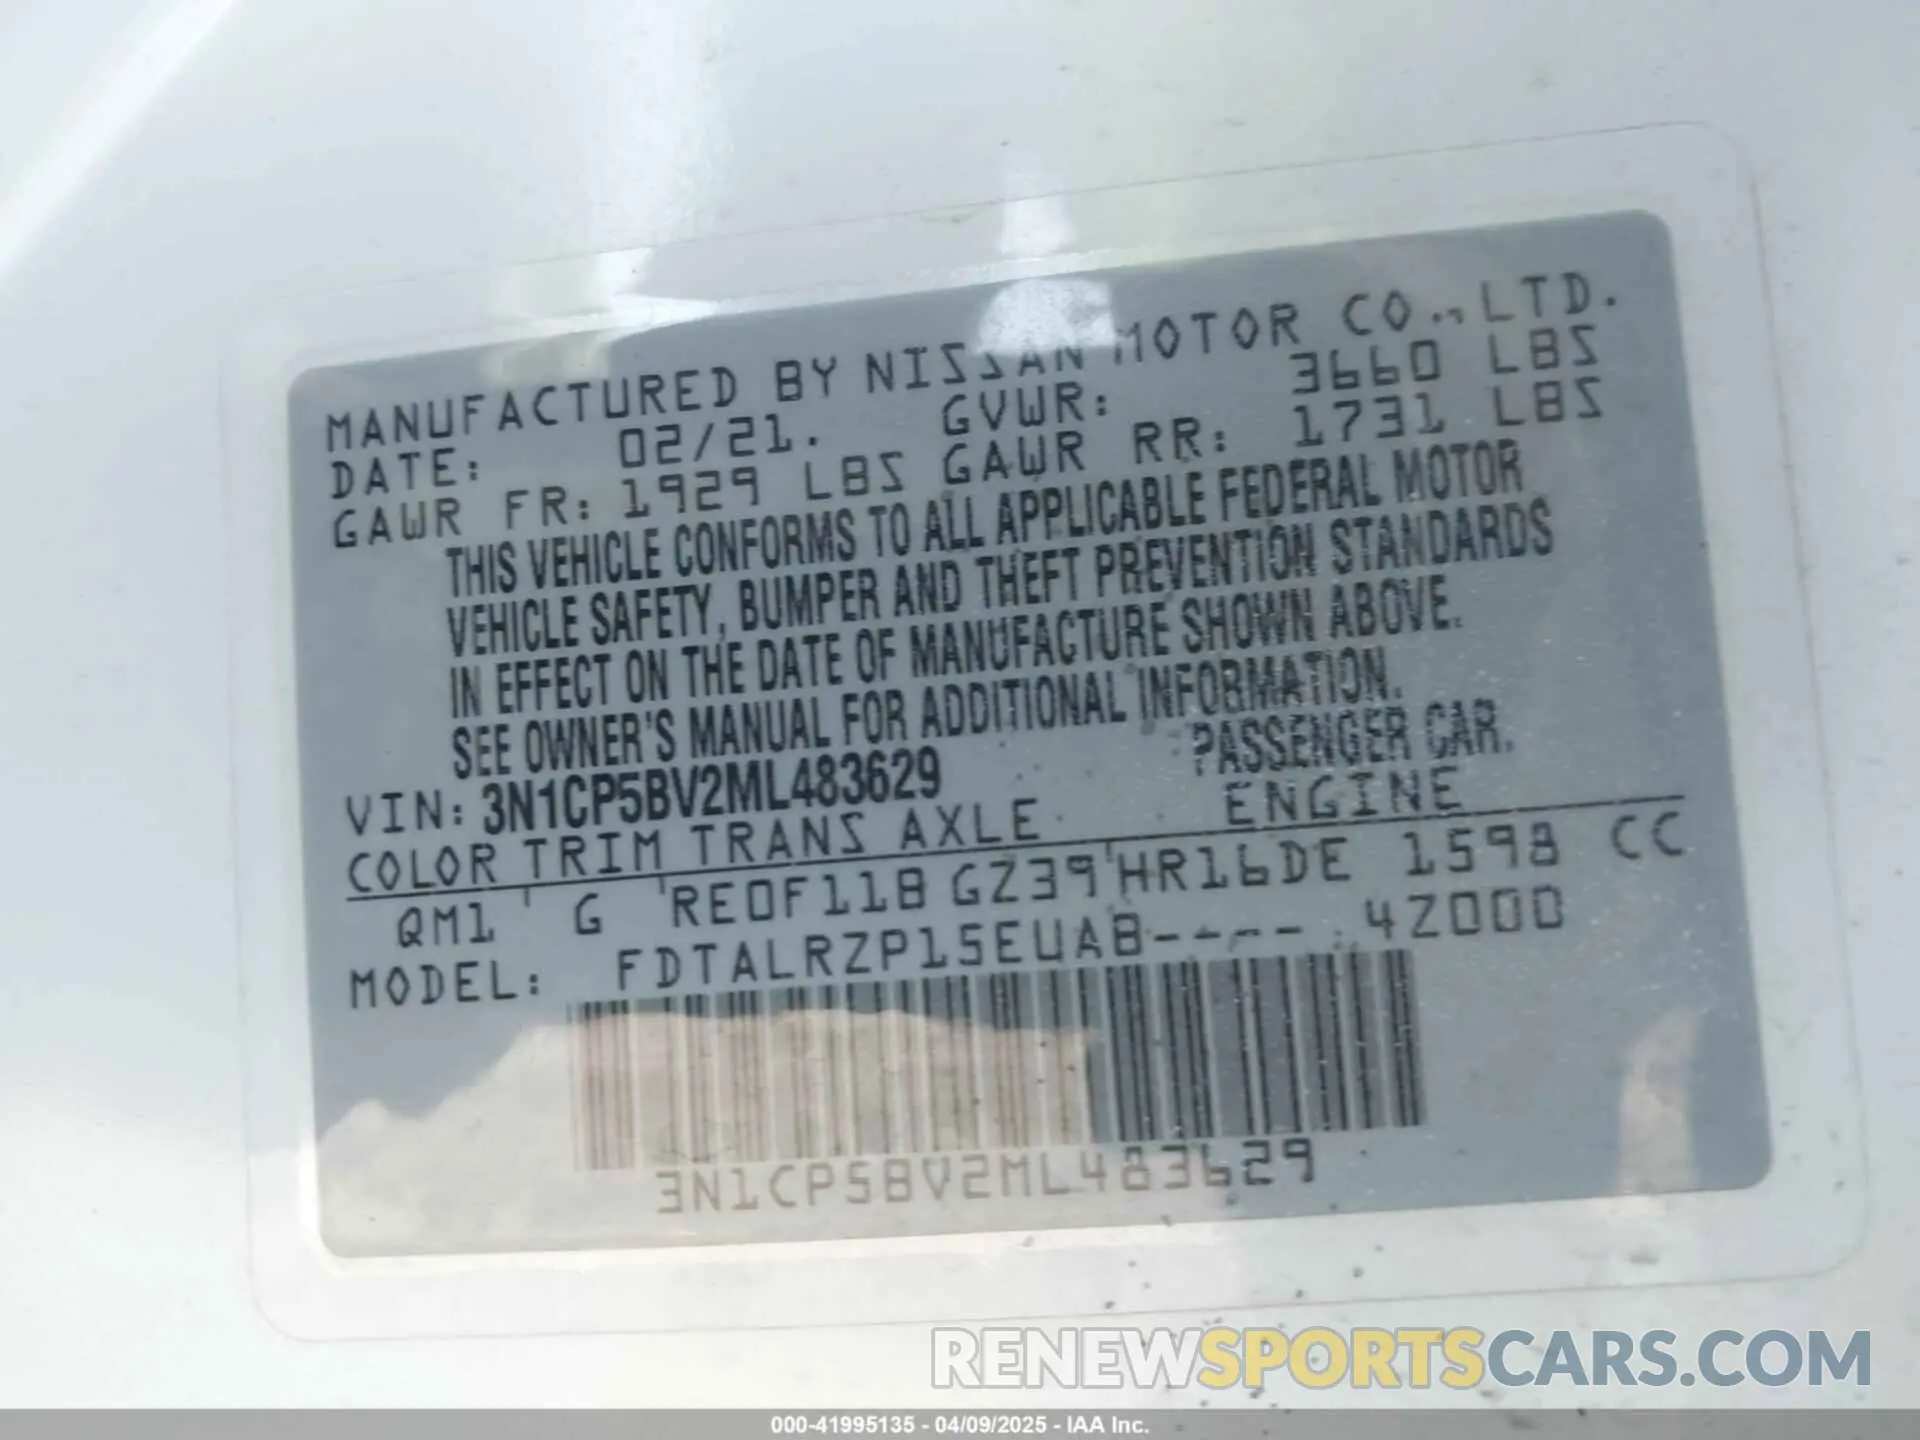 MANUFACTURED BY NISSAN MOTOR CO., LTD.
DATE: 02/21. GVWR: 3660 LBS
GAWR FR: 1929 LBS GAWR RR: 1731 LBS
THIS VEHICLE CONFORMS TO ALL APPLICABLE FEDERAL MOTOR
VEHICLE SAFETY, BUMPER AND THEFT PREVENTION STANDARDS
IN EFFECT ON THE DATE OF MANUFACTURE SHOWN ABOVE.
SEE OWNER'S MANUAL FOR ADDITIONAL INFORMATION.
VIN: 3N1CP5BV2ML483629 PASSENGER CAR.
COLOR TRIM TRANS AXLE ENGINE
QM1 G RE0F11B GZ39 HR16DE 1598 CC
MODEL: FDTALRZP15EUAB----. 4Z000
3N1CP5BV2ML483629
RENEWSPORTSCARS.COM
000-41995135 - 04/09/2025 - IAA Inc.